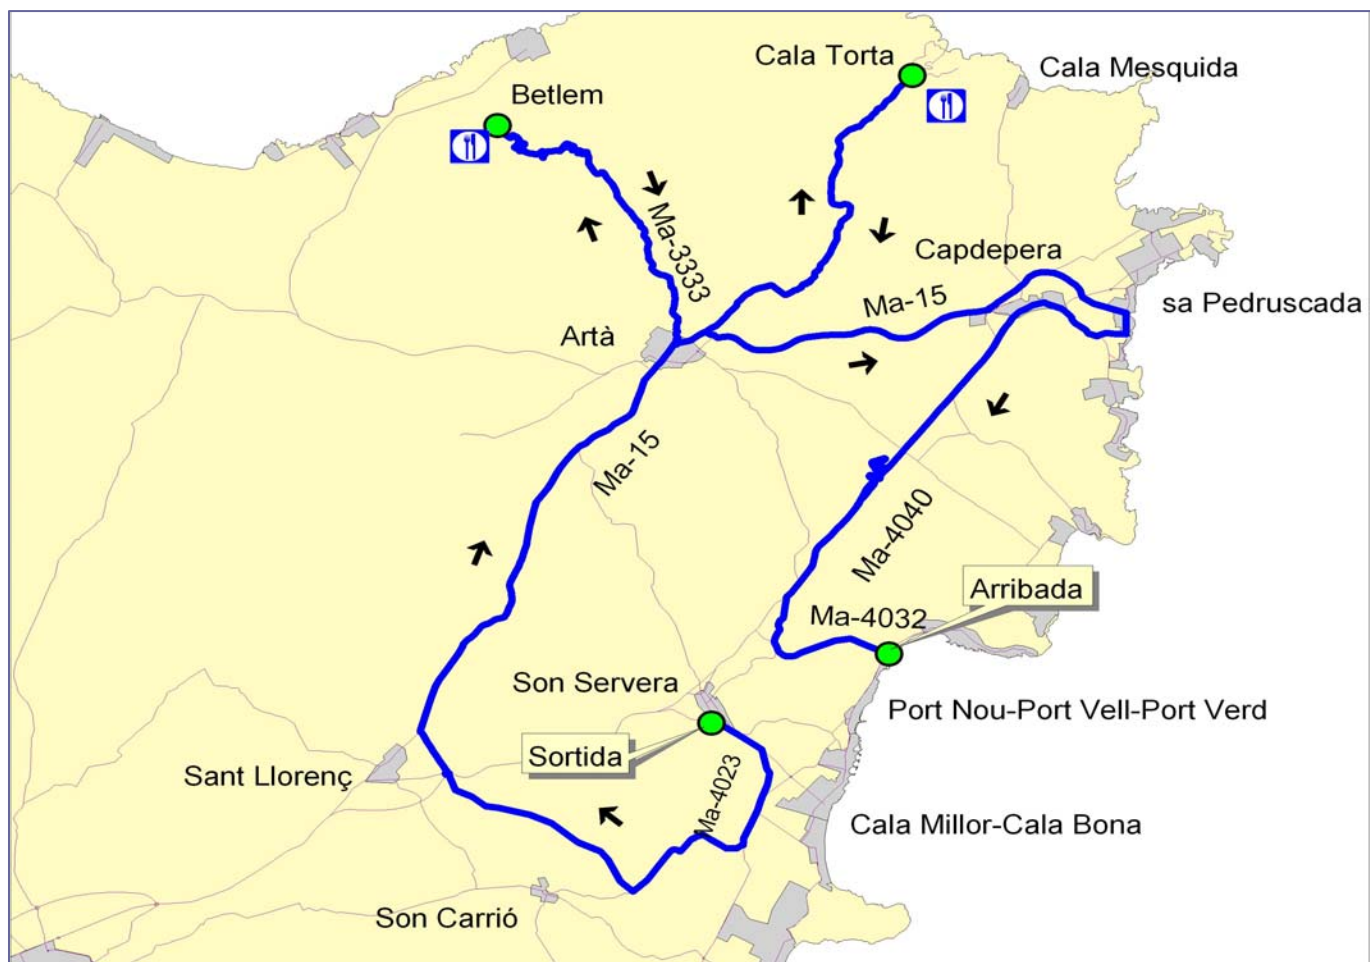 Cala Torta
Cala Mesquida
Betlem
Ma-3333
Capdepera
Ma-15
sa Pedruscada
Artà
Ma-15
Ma-4040
Arribada
Ma-4032
Son Servera
Port Nou-Port Vell-Port Verd
Sortida
Sant Llorenç
Ma-4023
Cala Millor-Cala Bona
Son Carrió